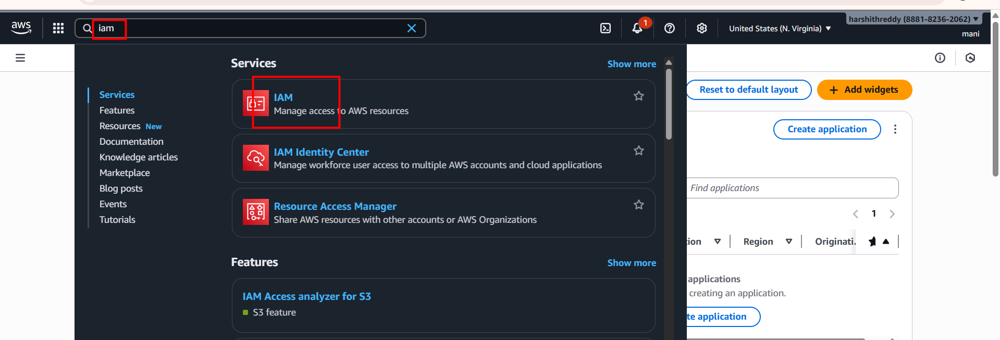 aws
iam
1
United States (N. Virginia)
harshithreddy (8881-8236-2062)
mani
Services
Show more
Services
Features
Resources New
Documentation
Knowledge articles
Marketplace
Blog posts
Events
Tutorials
IAM
Manage access to AWS resources
IAM Identity Center
Manage workforce user access to multiple AWS accounts and cloud applications
Resource Access Manager
Share AWS resources with other accounts or AWS Organizations
Features
Show more
IAM Access analyzer for S3
S3 feature
Reset to default layout
+ Add widgets
Create application
Find applications
1
tion
Region
Originati.
applications
creating an application.
te application